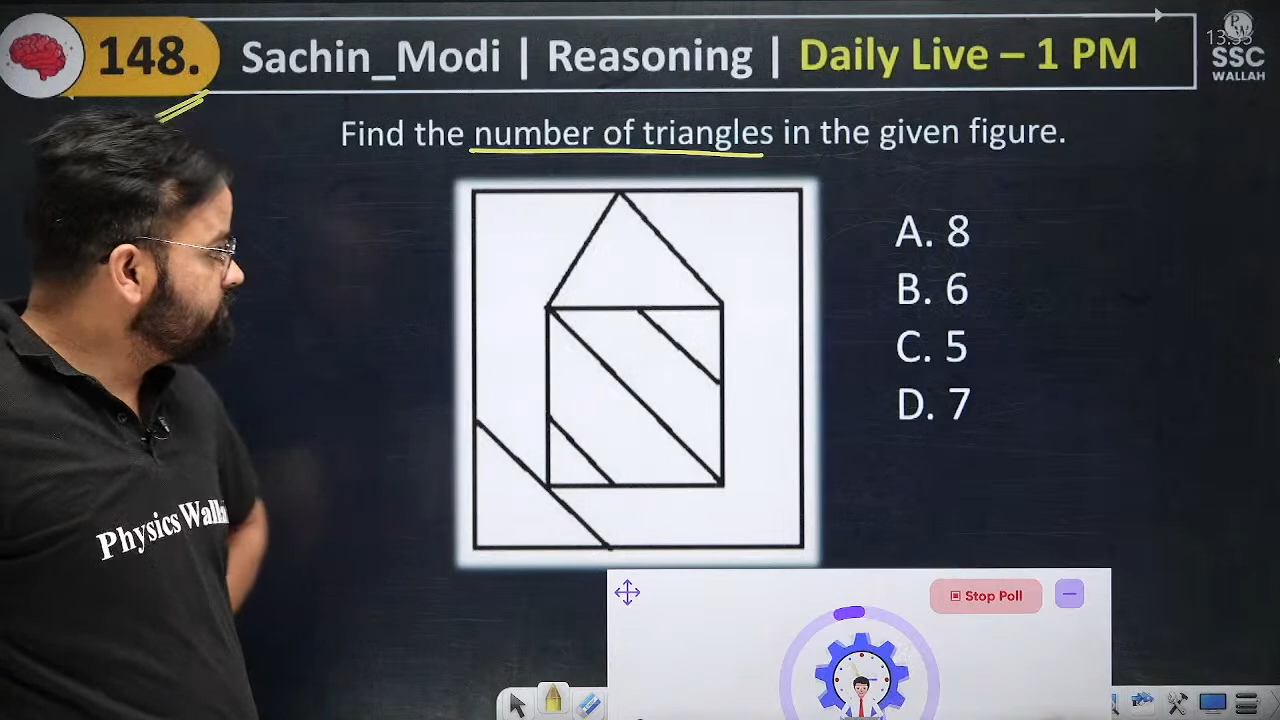 148.
Sachin_Modi | Reasoning | Daily Live – 1 PM
SSC
WALLAH
Find the number of triangles in the given figure.
A. 8
B. 6
C. 5
D. 7
Physics Walla
Stop Poll